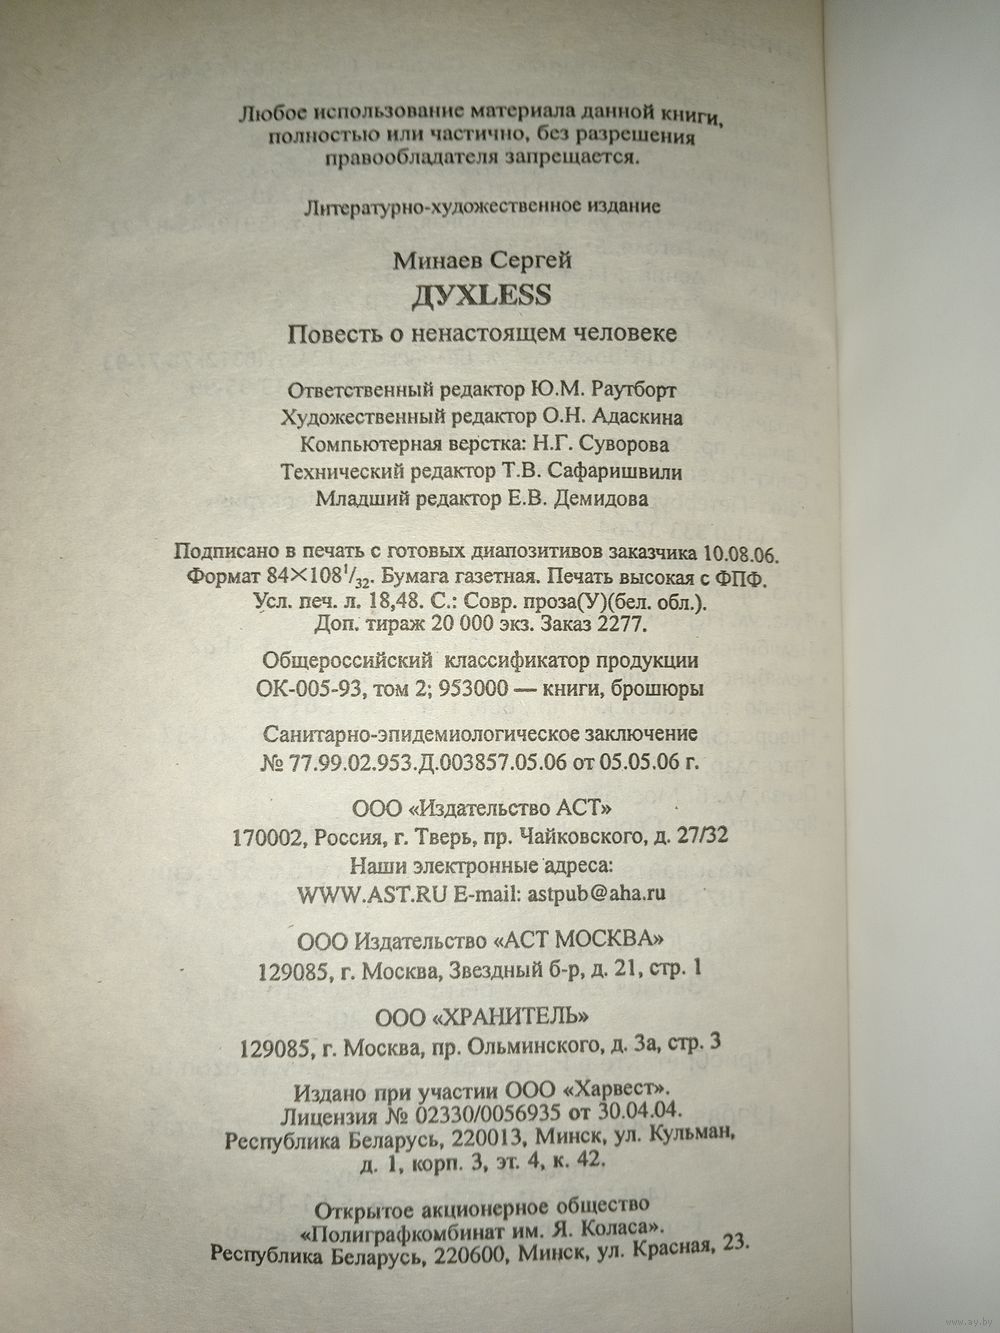 Любое использование материала данной книги,
полностью или частично, без разрешения
правообладателя запрещается.
Литературно-художественное издание
Минаев Сергей
ДУХLESS
Повесть о ненастоящем человеке
Ответственный редактор Ю.М. Раутборт
Художественный редактор О.Н. Адаскина
Компьютерная верстка: Н.Г. Суворова
Технический редактор Т.В. Сафаришвили
Младший редактор Е.В. Демидова
Подписано в печать с готовых диапозитивов заказчика 10.08.06.
Формат 84×108¹/₃₂. Бумага газетная. Печать высокая с ФПФ.
Усл. печ. л. 18,48. С.: Совр. проза(У)(бел. обл.).
Доп. тираж 20 000 экз. Заказ 2277.
Общероссийский классификатор продукции
ОК-005-93, том 2; 953000 — книги, брошюры
Санитарно-эпидемиологическое заключение
№ 77.99.02.953.Д.003857.05.06 от 05.05.06 г.
ООО «Издательство АСТ»
170002, Россия, г. Тверь, пр. Чайковского, д. 27/32
Наши электронные адреса:
WWW.AST.RU E-mail: astpub@aha.ru
ООО Издательство «АСТ МОСКВА»
129085, г. Москва, Звездный б-р, д. 21, стр. 1
ООО «ХРАНИТЕЛЬ»
129085, г. Москва, пр. Ольминского, д. 3а, стр. 3
Издано при участии ООО «Харвест».
Лицензия № 02330/0056935 от 30.04.04.
Республика Беларусь, 220013, Минск, ул. Кульман,
д. 1, корп. 3, эт. 4, к. 42.
Открытое акционерное общество
«Полиграфкомбинат им. Я. Коласа».
Республика Беларусь, 220600, Минск, ул. Красная, 23.
www.ay.by